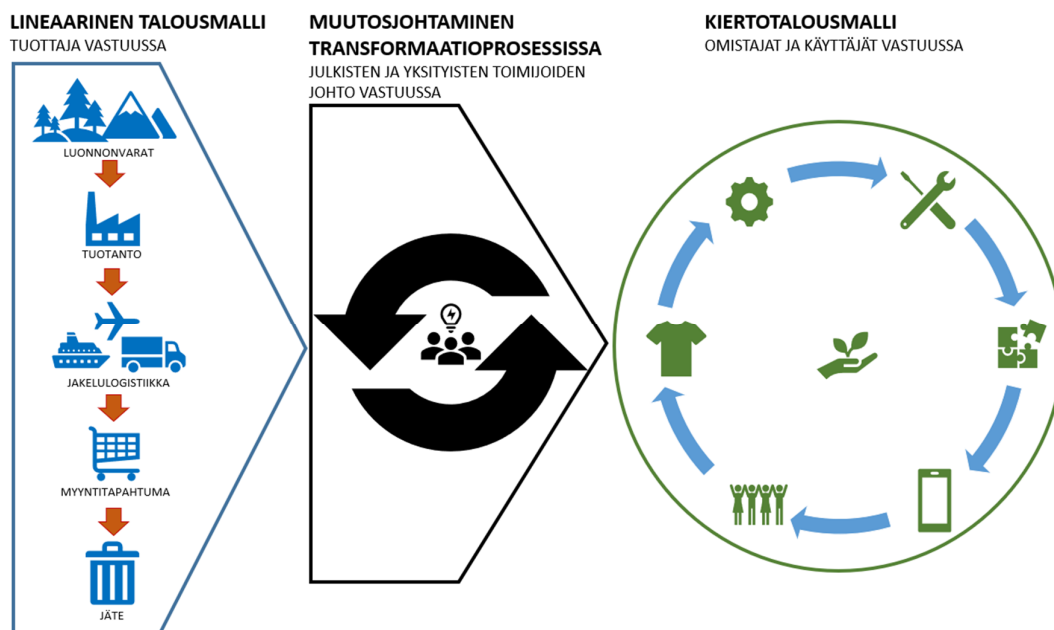 LINEAARINEN TALOUSMALLI
TUOTTAJA VASTUUSSA
LUONNONVARAT
TUOTANTO
JAKELULOGISTIIKKA
MYYNTITAPAHTUMA
JÄTE
MUUTOSJOHTAMINEN
TRANSFORMAATIOPROSESSISSA
JULKISTEN JA YKSITYISTEN TOIMIJOIDEN
JOHTO VASTUUSSA
KIERTOTALOUSMALLI
OMISTAJAT JA KÄYTTÄJÄT VASTUUSSA